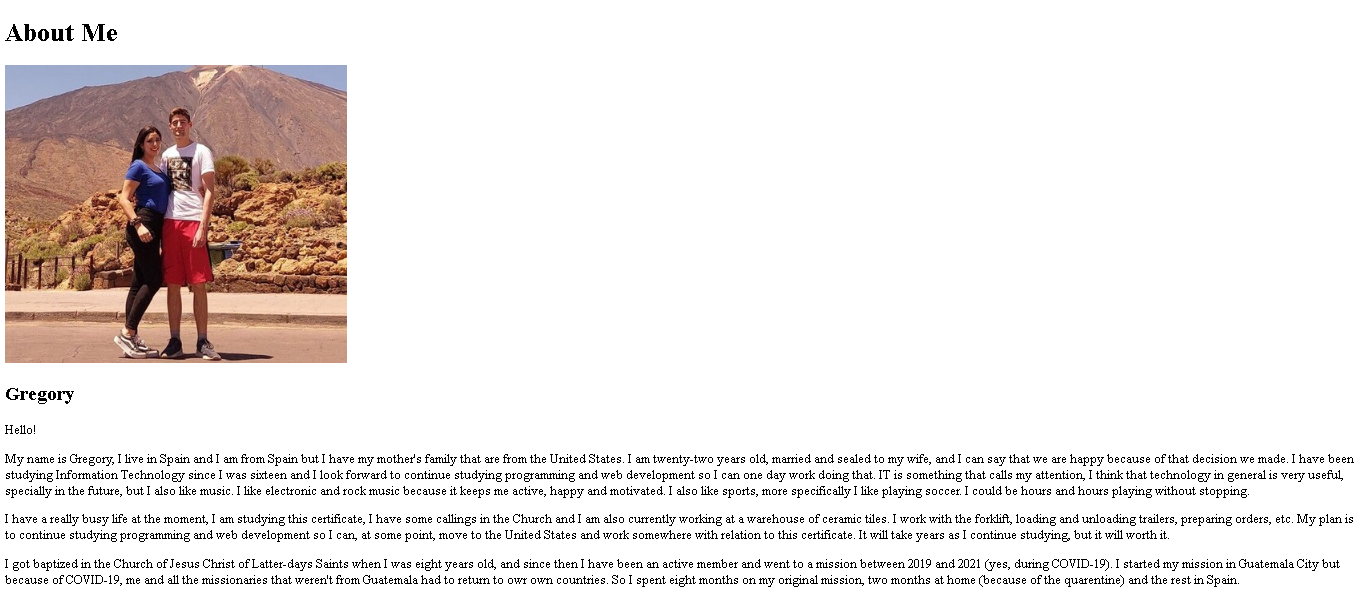 About Me
Gregory
Hello!
My name is Gregory, I live in Spain and I am from Spain but I have my mother's family that are from the United States. I am twenty-two years old, married and sealed to my wife, and I can say that we are happy because of that decision we made. I have been
studying Information Technology since I was sixteen and I look forward to continue studying programming and web development so I can one day work doing that. IT is something that calls my attention, I think that technology in general is very useful,
specially in the future, but I also like music. I like electronic and rock music because it keeps me active, happy and motivated. I also like sports, more specifically I like playing soccer. I could be hours and hours playing without stopping.
I have a really busy life at the moment, I am studying this certificate, I have some callings in the Church and I am also currently working at a warehouse of ceramic tiles. I work with the forklift, loading and unloading trailers, preparing orders, etc. My plan is
to continue studying programming and web development so I can, at some point, move to the United States and work somewhere with relation to this certificate. It will take years as I continue studying, but it will worth it.
I got baptized in the Church of Jesus Christ of Latter-days Saints when I was eight years old, and since then I have been an active member and went to a mission between 2019 and 2021 (yes, during COVID-19). I started my mission in Guatemala City but
because of COVID-19, me and all the missionaries that weren't from Guatemala had to return to owr own countries. So I spent eight months on my original mission, two months at home (because of the quarentine) and the rest in Spain.